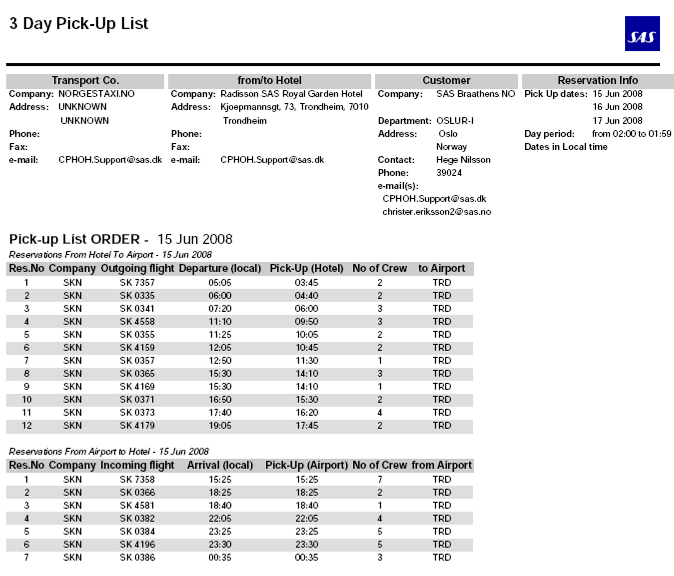 3 Day Pick-Up List
SAS
Transport Co. from/to Hotel Customer Reservation Info
Company: NORGESTAXI.NO Company: Radisson SAS Royal Garden Hotel Company: SAS Braathens NO Pick Up dates: 15 Jun 2008
Address: UNKNOWN Address: Kjoepmannsgt, 73, Trondheim, 7010 16 Jun 2008
UNKNOWN Trondheim Department: OSLUR-I 17 Jun 2008
Phone: Phone: Address: Oslo Day period: from 02:00 to 01:59
Fax: Fax: Norway Dates in Local time
e-mail: CPHOH.Support@sas.dk e-mail: CPHOH.Support@sas.dk Contact: Hege Nilsson
Phone: 39024
e-mail(s):
CPHOH.Support@sas.dk
christer.eriksson2@sas.no
Pick-up List ORDER - 15 Jun 2008
Reservations From Hotel To Airport - 15 Jun 2008
Res.No Company Outgoing flight Departure (local) Pick-Up (Hotel) No of Crew to Airport
1 SKN SK 7357 05:05 03:45 2 TRD
2 SKN SK 0335 06:00 04:40 2 TRD
3 SKN SK 0341 07:20 06:00 3 TRD
4 SKN SK 4558 11:10 09:50 3 TRD
5 SKN SK 0355 11:25 10:05 2 TRD
6 SKN SK 4159 12:05 10:45 2 TRD
7 SKN SK 0357 12:50 11:30 1 TRD
8 SKN SK 0365 15:30 14:10 3 TRD
9 SKN SK 4169 15:30 14:10 1 TRD
10 SKN SK 0371 16:50 15:30 2 TRD
11 SKN SK 0373 17:40 16:20 4 TRD
12 SKN SK 4179 19:05 17:45 2 TRD
Reservations From Airport to Hotel - 15 Jun 2008
Res.No Company Incoming flight Arrival (local) Pick-Up (Airport) No of Crew from Airport
1 SKN SK 7358 15:25 15:25 7 TRD
2 SKN SK 0366 18:25 18:25 2 TRD
3 SKN SK 4581 18:40 18:40 1 TRD
4 SKN SK 0382 22:05 22:05 4 TRD
5 SKN SK 0384 23:25 23:25 5 TRD
6 SKN SK 4196 23:30 23:30 5 TRD
7 SKN SK 0386 00:35 00:35 3 TRD